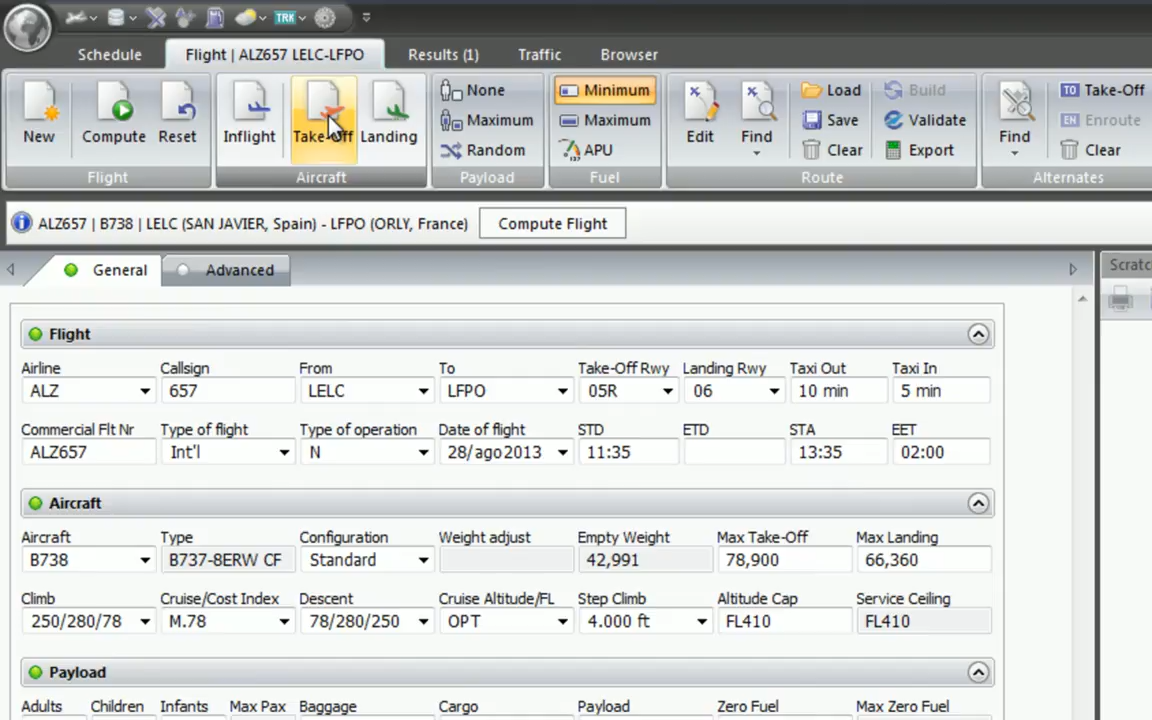 TRK
Schedule Flight | ALZ657 LELC-LFPO Results (1) Traffic Browser
None Minimum Load Build TO Take-Off
Maximum Maximum Save Validate EN Enroute
New Compute Reset Inflight Take-Off Landing Edit Find Find
Random APU Clear Export Clear
Flight Aircraft Payload Fuel Route Alternates
ALZ657 | B738 | LELC (SAN JAVIER, Spain) - LFPO (ORLY, France) Compute Flight
General Advanced
Scratc
Flight
Airline Callsign From To Take-Off Rwy Landing Rwy Taxi Out Taxi In
ALZ 657 LELC LFPO 05R 06 10 min 5 min
Commercial Flt Nr Type of flight Type of operation Date of flight STD ETD STA EET
ALZ657 Int'l N 28/ago2013 11:35 13:35 02:00
Aircraft
Aircraft Type Configuration Weight adjust Empty Weight Max Take-Off Max Landing
B738 B737-8ERW CF Standard 42,991 78,900 66,360
Climb Cruise/Cost Index Descent Cruise Altitude/FL Step Climb Altitude Cap Service Ceiling
250/280/78 M.78 78/280/250 OPT 4.000 ft FL410 FL410
Payload
Adults Children Infants Max Pax Baggage Cargo Payload Zero Fuel Max Zero Fuel